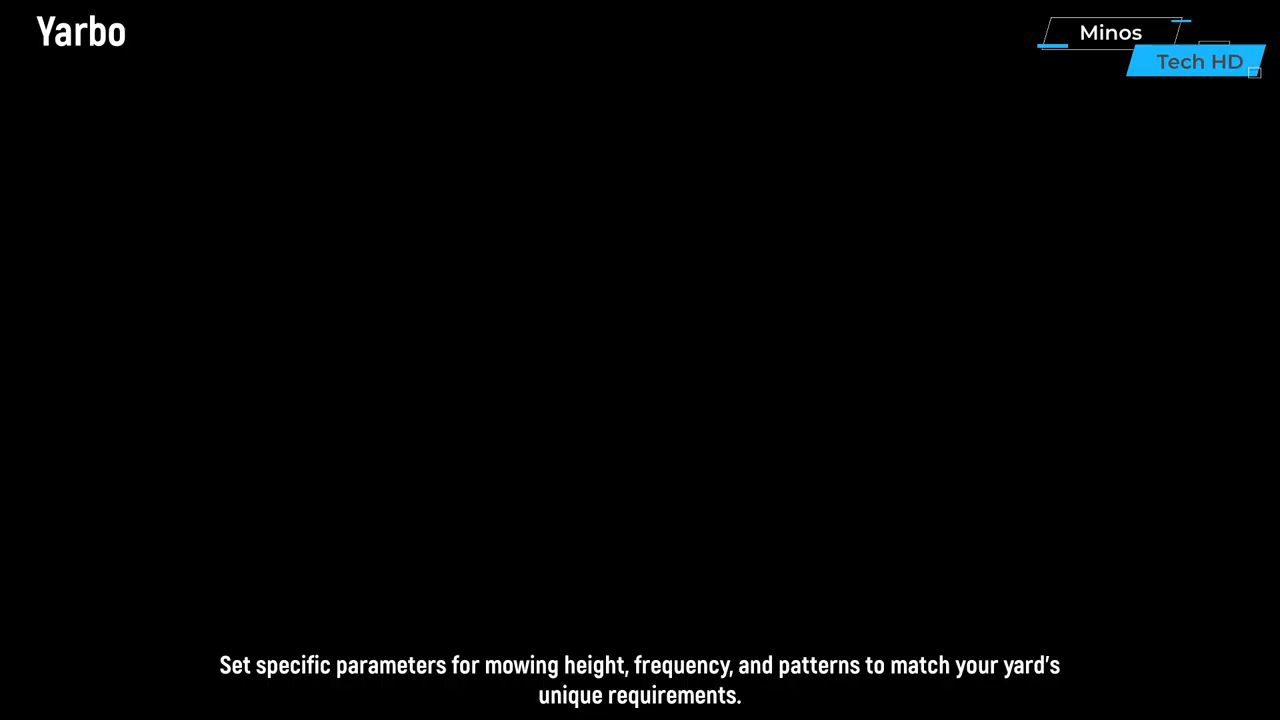 Yarbo
Minos
Tech HD
Set specific parameters for mowing height, frequency, and patterns to match your yard's
unique requirements.